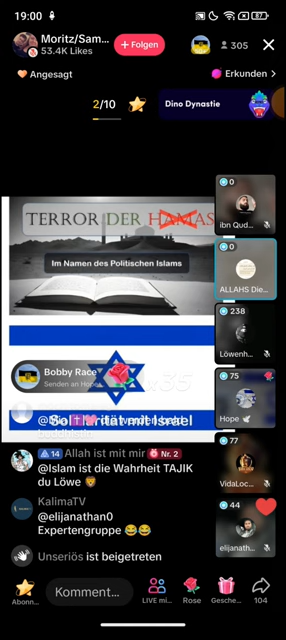 19:00
87
Moritz/Sam...
53.4K Likes
+ Folgen
305
Angesagt
Erkunden >
2/10
Dino Dynastie
0
ibn Qud...
TERROR DER HAMAS
Im Namen des Politischen Islams
0
ALLAHS Die...
238
Löwenh...
Bobby Race
Senden an Hope
75
Hope
Solidarität mit Israel
14 Allah ist mit mir Nr. 2
@Islam ist die Wahrheit TAJIK
du Löwe
77
VidaLoc...
KalimaTV
@elijanathan0
Expertengruppe
44
elijanath...
Unseriös ist beigetreten
Abonn...
Komment...
LIVE mi...
Rose
Gesche...
104